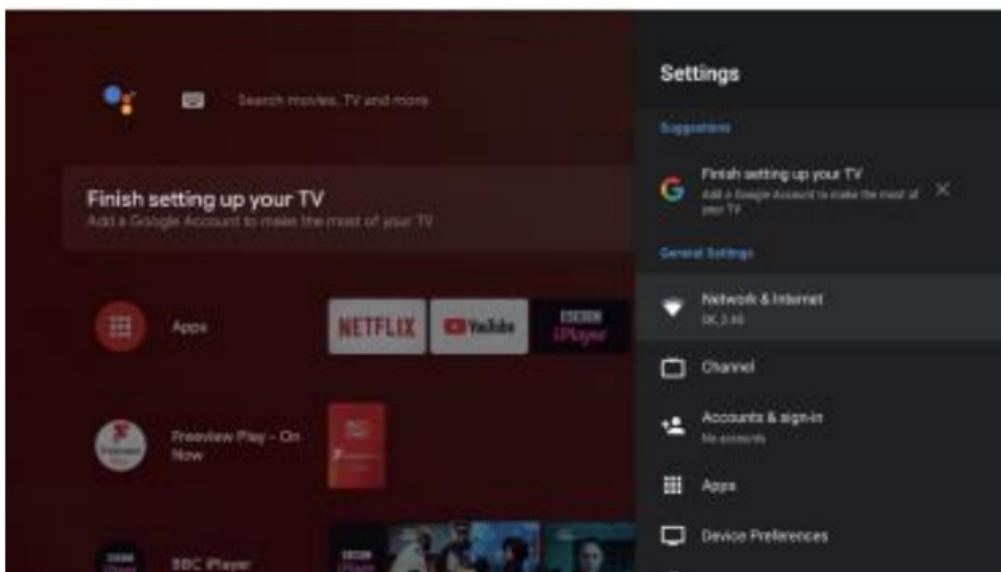 Search movies, TV and more
Finish setting up your TV
Add a Google Account to make the most of your TV
Apps
NETFLIX
YouTube
iPlayer
Freeview Play - On
Now
BBC iPlayer
Settings
Suggestions
Finish setting up your TV
Add a Google Account to make the most of
your TV
General Settings
Network & Internet
Channel
Accounts & sign-in
No accounts
Apps
Device Preferences